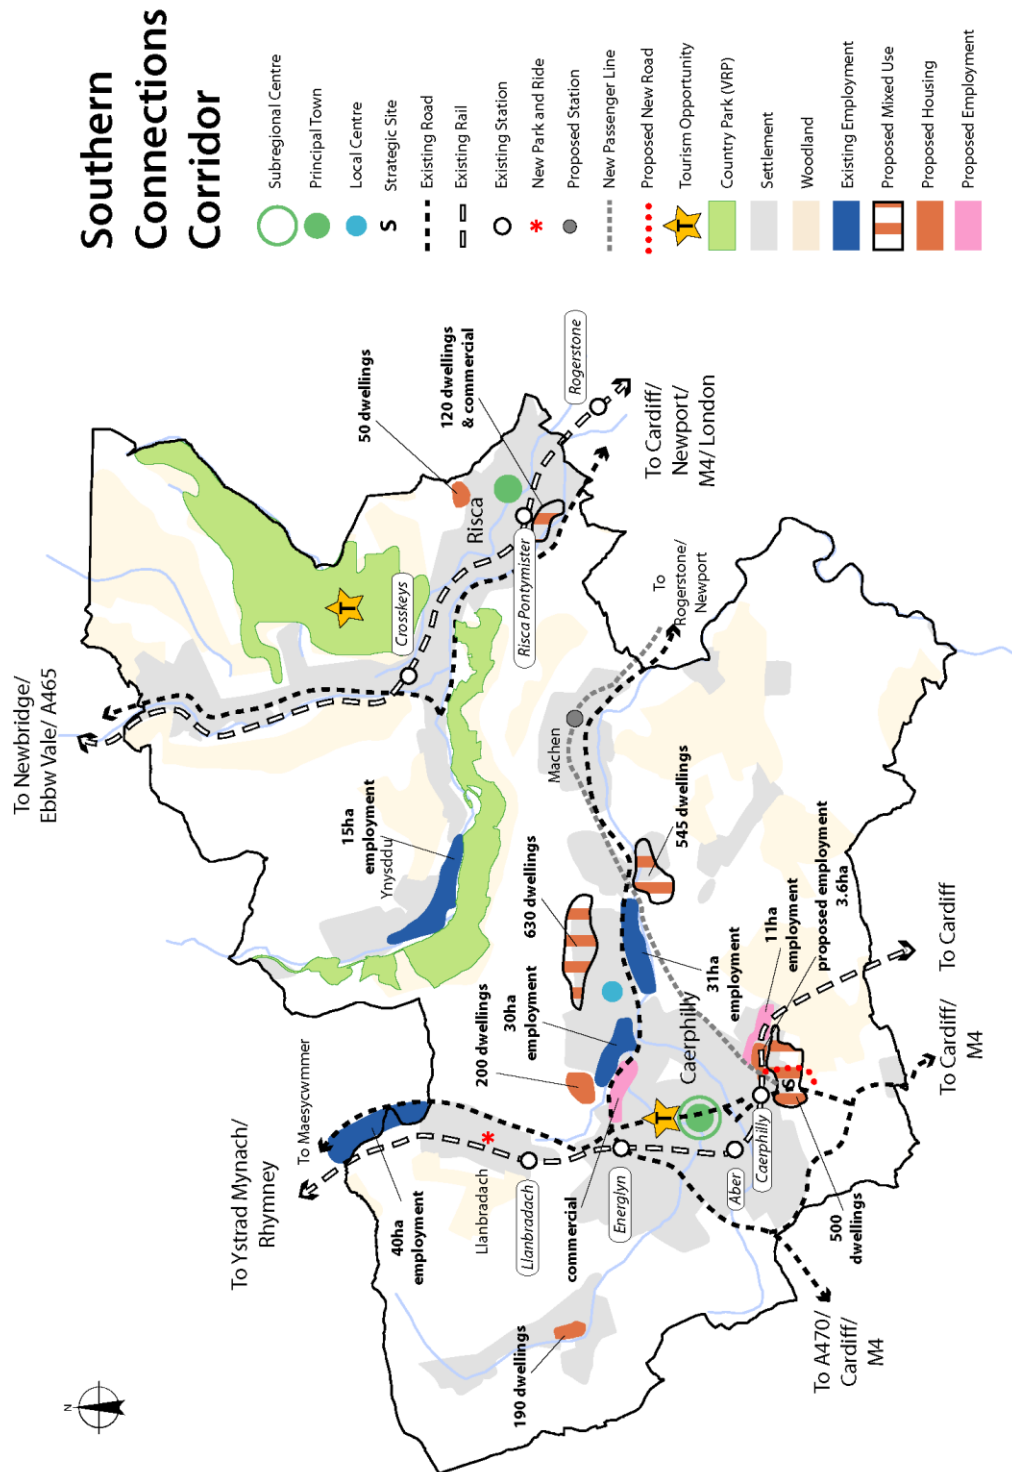 Southern
Connections
Corridor
Subregional Centre
Principal Town
Local Centre
S
Strategic Site
Existing Road
Existing Rail
Existing Station
*
New Park and Ride
Proposed Station
New Passenger Line
Proposed New Road
T
Tourism Opportunity
Country Park (VRP)
Settlement
Woodland
Existing Employment
Proposed Mixed Use
Proposed Housing
Proposed Employment
N
To Newbridge/
Ebbw Vale/ A465
50 dwellings
120 dwellings
& commercial
Rogerstone
To Cardiff/
Newport/
M4/ London
Risca
Risca Pontymister
Crosskeys
T
15ha
employment
Ynysddu
To
Rogerstone/
Newport
Machen
545 dwellings
630 dwellings
31ha
employment
11ha
employment
proposed employment
3.6ha
To Cardiff
To Cardiff/
M4
200 dwellings
30ha
employment
Caerphilly
T
S
Caerphilly
Aber
Energlyn
500
dwellings
commercial
To Maesycwmmer
To Ystrad Mynach/
Rhymney
*
Llanbradach
Llanbradach
40ha
employment
190 dwellings
To A470/
Cardiff/
M4